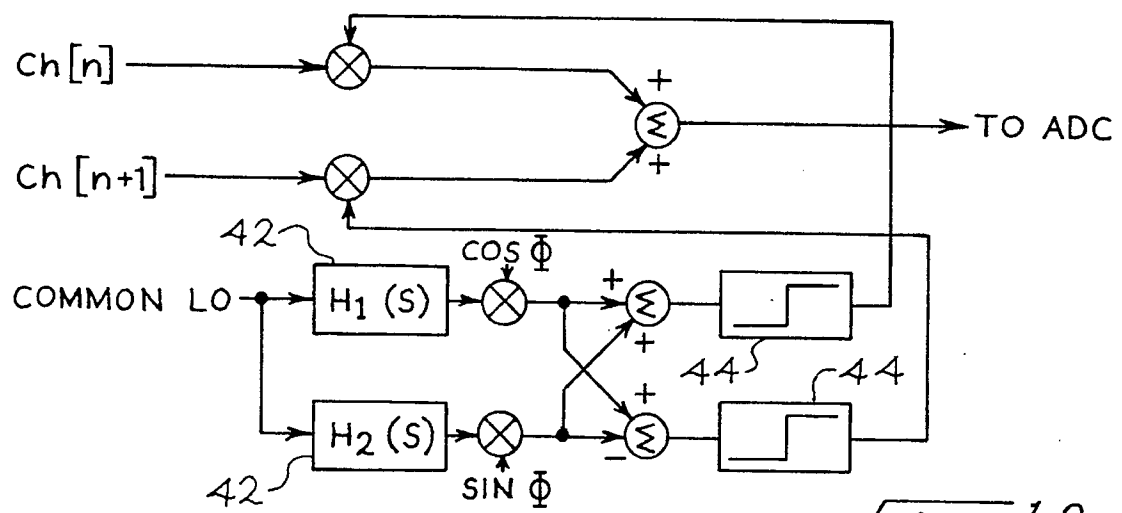 Ch [n]
+
Σ
+
TO ADC
Ch [n+1]
42
COS Φ
COMMON LO
H1 (S)
+
Σ
+
44
44
H2 (S)
+
Σ
−
SIN Φ
42